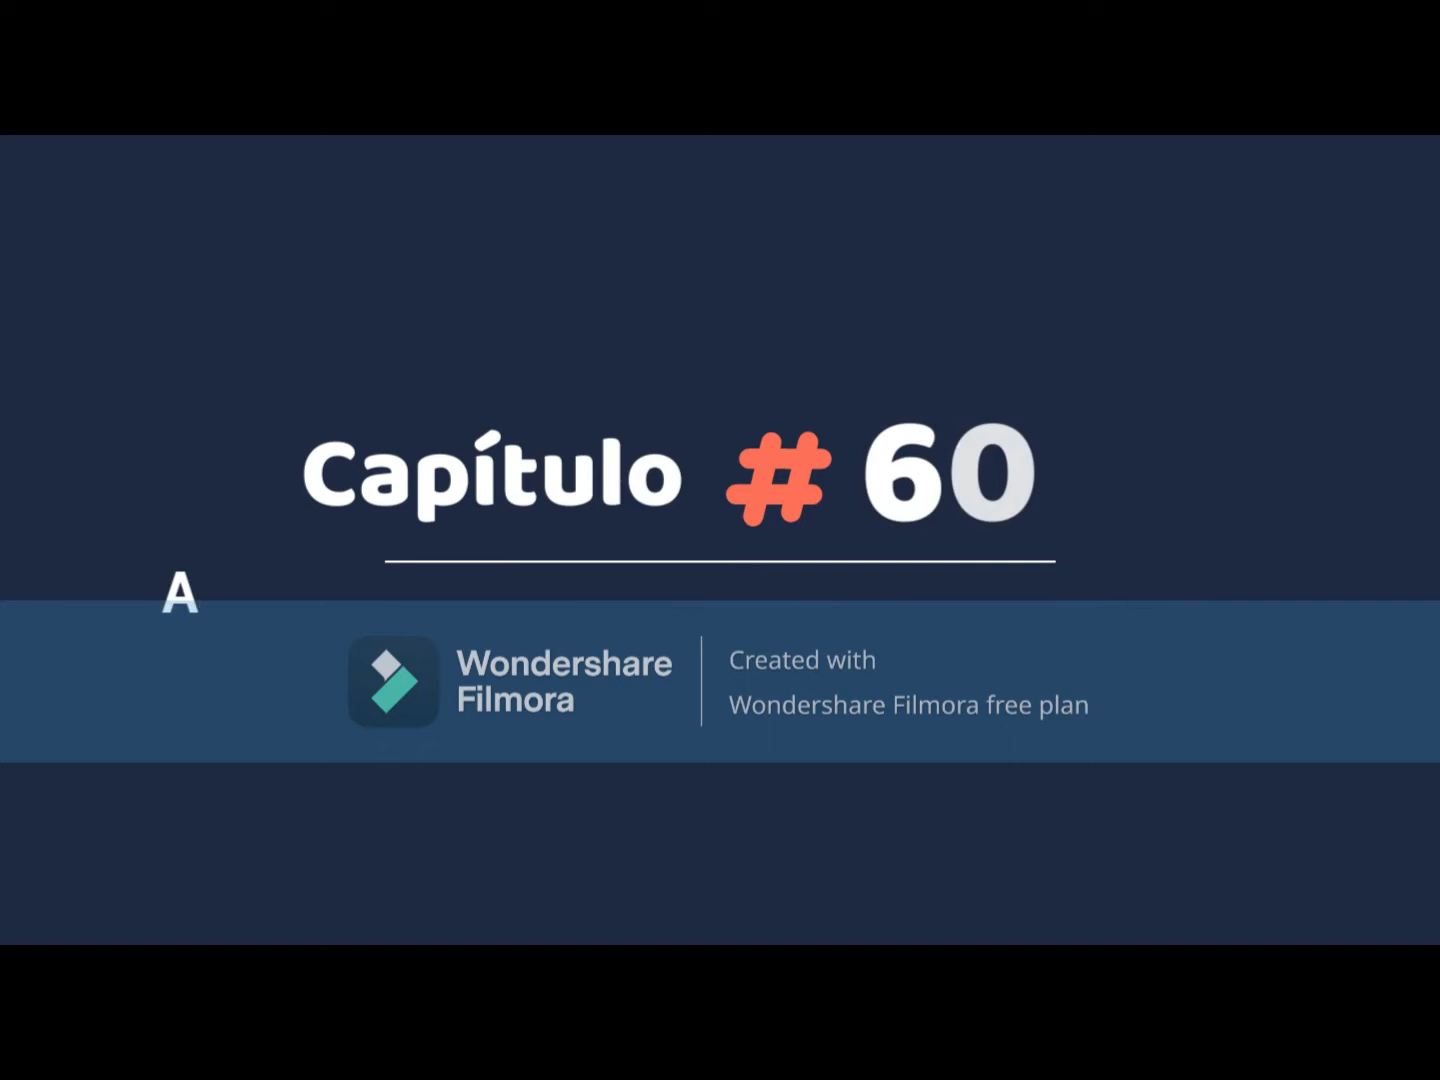 Capítulo # 60
A
Wondershare
Filmora
Created with
Wondershare Filmora free plan